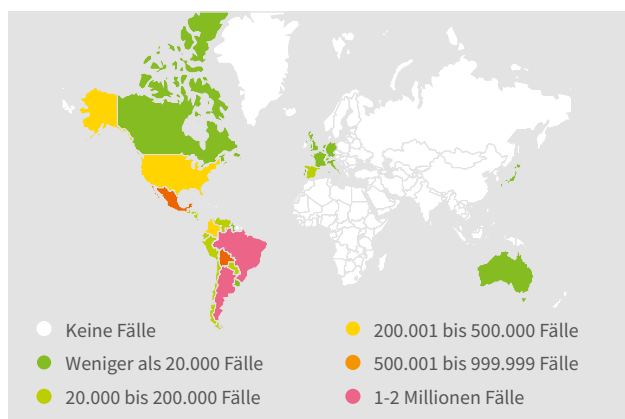 Keine Fälle
Weniger als 20.000 Fälle
20.000 bis 200.000 Fälle
200.001 bis 500.000 Fälle
500.001 bis 999.999 Fälle
1-2 Millionen Fälle